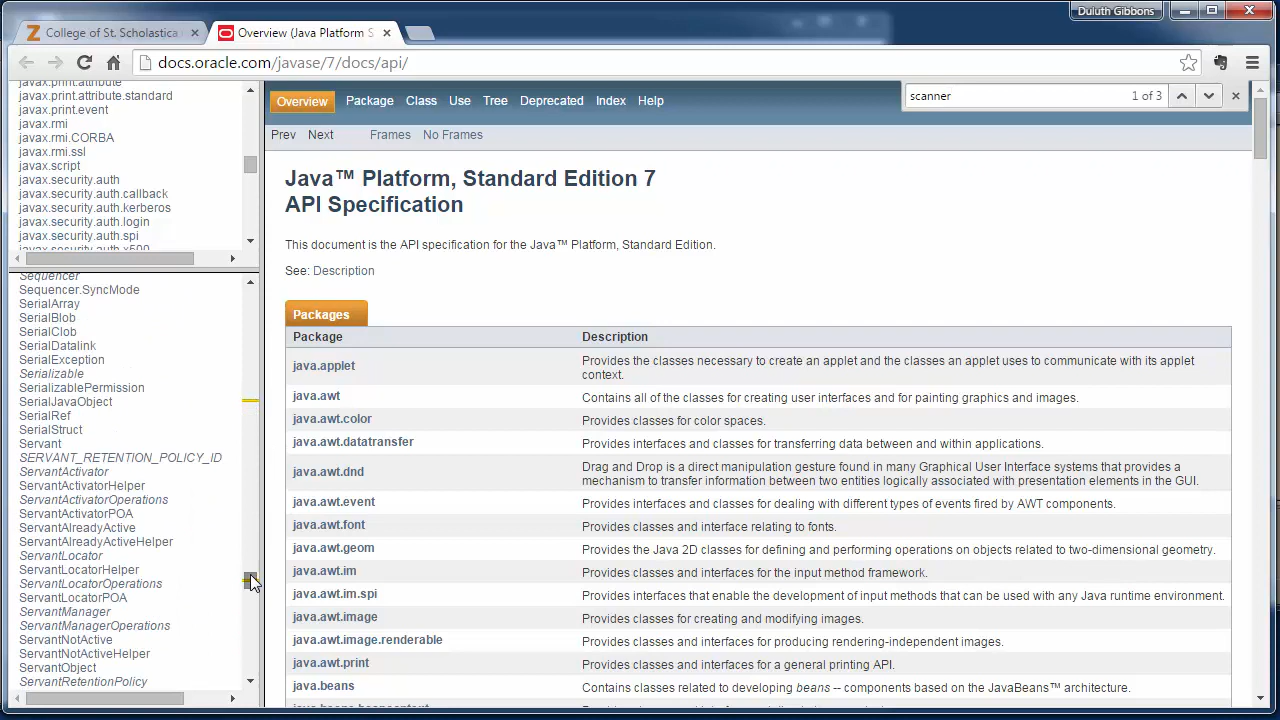 Duluth Gibbons
College of St. Scholastica
Overview (Java Platform S
docs.oracle.com/javase/7/docs/api/
javax.print.attribute
javax.print.attribute.standard
javax.print.event
javax.rmi
javax.rmi.CORBA
javax.rmi.ssl
javax.script
javax.security.auth
javax.security.auth.callback
javax.security.auth.kerberos
javax.security.auth.login
javax.security.auth.spi
javax.security.auth.x500
Sequencer
Sequencer.SyncMode
SerialArray
SerialBlob
SerialClob
SerialDatalink
SerialException
Serializable
SerializablePermission
SerialJavaObject
SerialRef
SerialStruct
Servant
SERVANT_RETENTION_POLICY_ID
ServantActivator
ServantActivatorHelper
ServantActivatorOperations
ServantActivatorPOA
ServantAlreadyActive
ServantAlreadyActiveHelper
ServantLocator
ServantLocatorHelper
ServantLocatorOperations
ServantLocatorPOA
ServantManager
ServantManagerOperations
ServantNotActive
ServantNotActiveHelper
ServantObject
ServantRetentionPolicy
Overview Package Class Use Tree Deprecated Index Help
scanner 1 of 3
Prev Next Frames No Frames
Java™ Platform, Standard Edition 7
API Specification
This document is the API specification for the Java™ Platform, Standard Edition.
See: Description
Packages
Package Description
java.applet Provides the classes necessary to create an applet and the classes an applet uses to communicate with its applet
context.
java.awt Contains all of the classes for creating user interfaces and for painting graphics and images.
java.awt.color Provides classes for color spaces.
java.awt.datatransfer Provides interfaces and classes for transferring data between and within applications.
java.awt.dnd Drag and Drop is a direct manipulation gesture found in many Graphical User Interface systems that provides a
mechanism to transfer information between two entities logically associated with presentation elements in the GUI.
java.awt.event Provides interfaces and classes for dealing with different types of events fired by AWT components.
java.awt.font Provides classes and interface relating to fonts.
java.awt.geom Provides the Java 2D classes for defining and performing operations on objects related to two-dimensional geometry.
java.awt.im Provides classes and interfaces for the input method framework.
java.awt.im.spi Provides interfaces that enable the development of input methods that can be used with any Java runtime environment.
java.awt.image Provides classes for creating and modifying images.
java.awt.image.renderable Provides classes and interfaces for producing rendering-independent images.
java.awt.print Provides classes and interfaces for a general printing API.
java.beans Contains classes related to developing beans -- components based on the JavaBeans™ architecture.
java.beans.beancontext